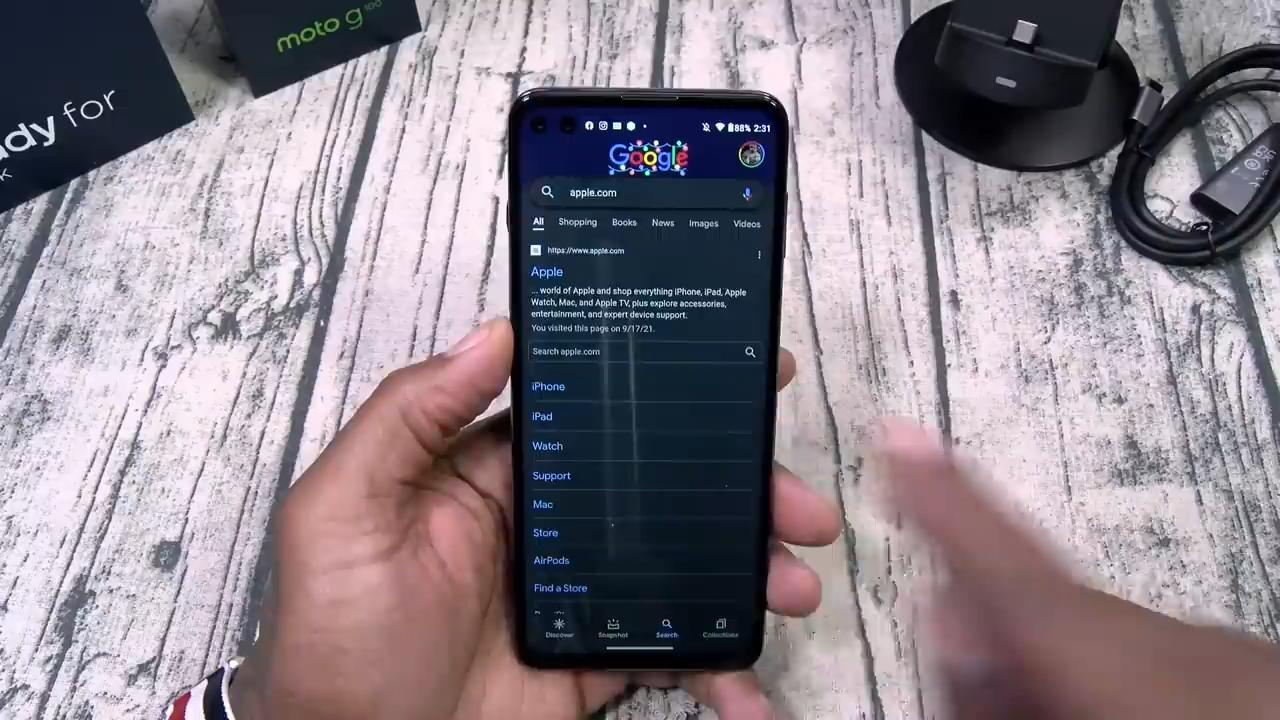 moto g 100
ady for
88% 2:31
Google
apple.com
All Shopping Books News Images Videos
https://www.apple.com
Apple
... world of Apple and shop everything iPhone, iPad, Apple
Watch, Mac, and Apple TV, plus explore accessories,
entertainment, and expert device support.
You visited this page on 9/17/21.
Search apple.com
iPhone
iPad
Watch
Support
Mac
Store
AirPods
Find a Store
Discover Snapshot Search Collections